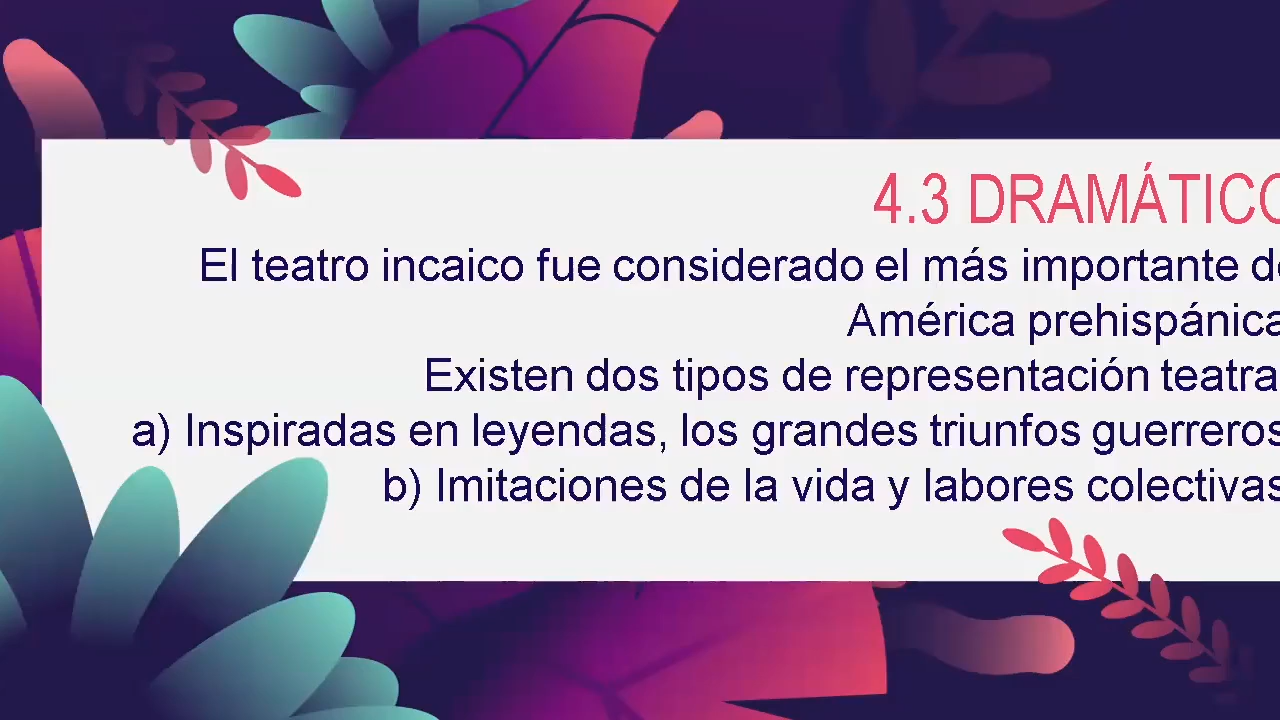 4.3 DRAMÁTICO
El teatro incaico fue considerado el más importante de
América prehispánica
Existen dos tipos de representación teatral
a) Inspiradas en leyendas, los grandes triunfos guerreros
b) Imitaciones de la vida y labores colectivas